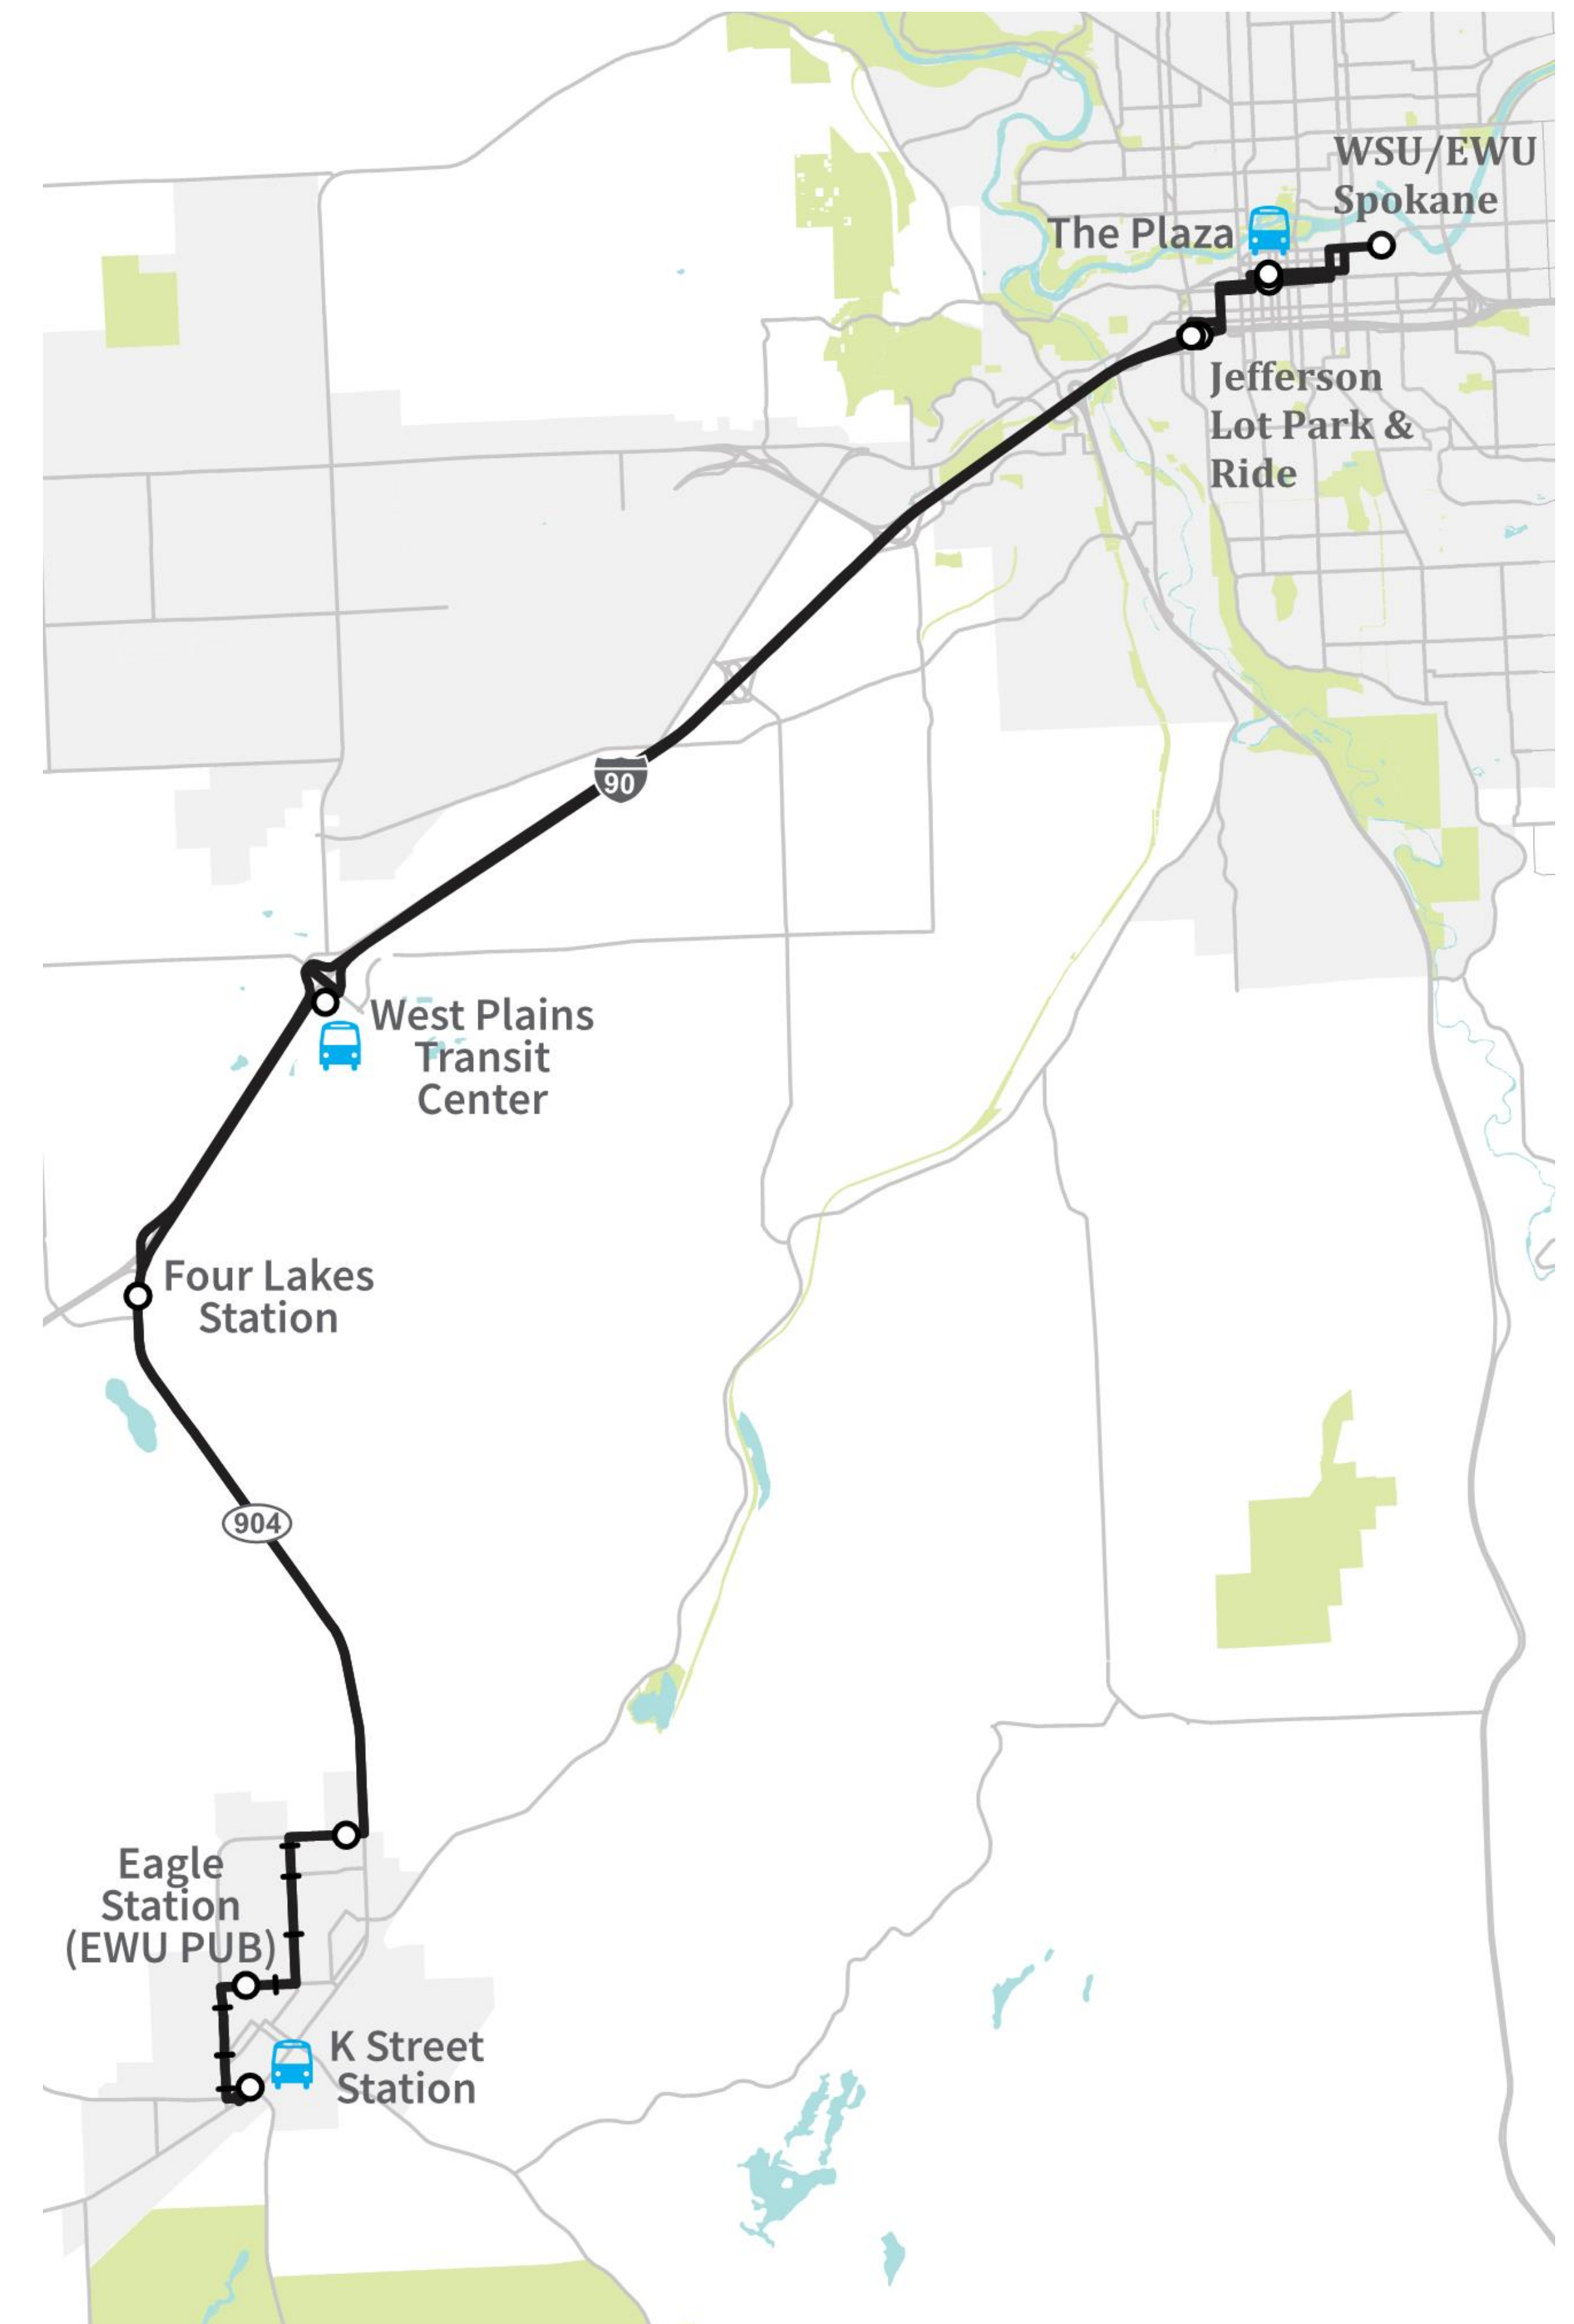 WSU/EWU
Spokane
The Plaza
Jefferson
Lot Park &
Ride
90
West Plains
Transit
Center
Four Lakes
Station
904
Eagle
Station
(EWU PUB)
K Street
Station